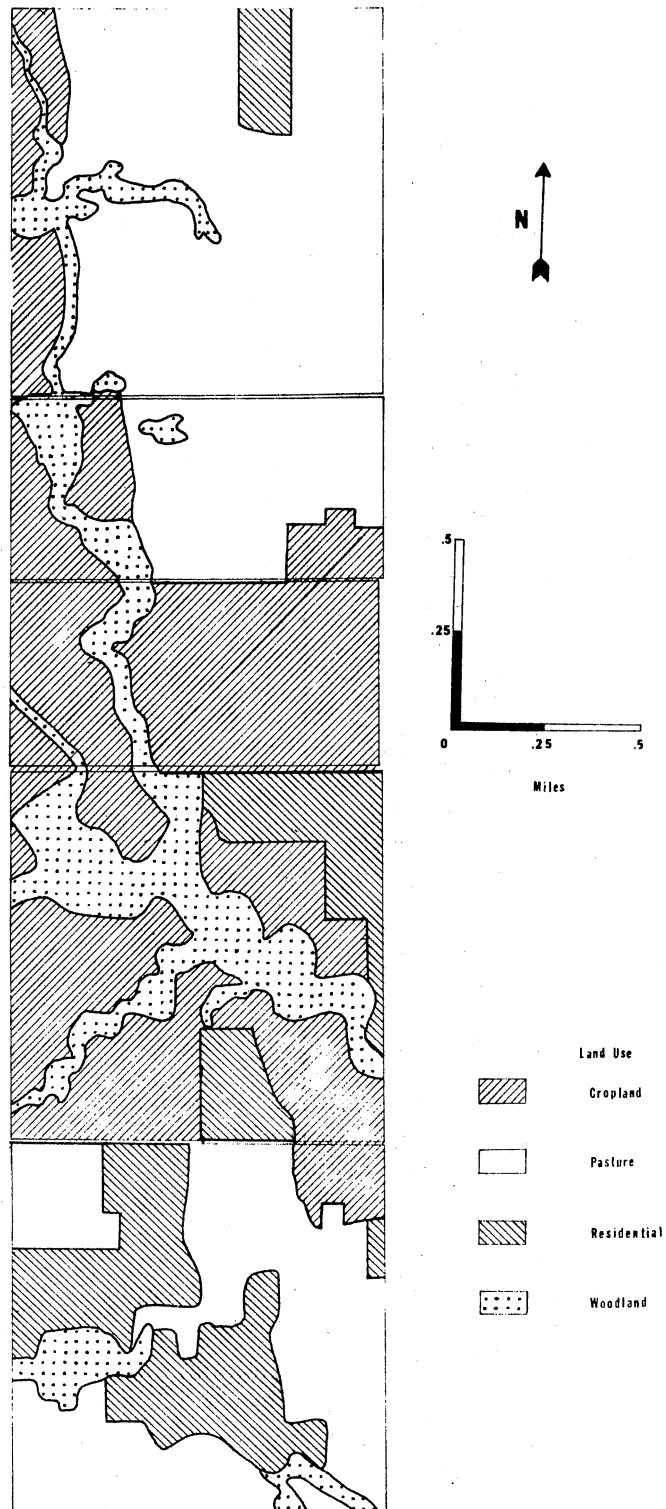 N
.5
.25
0 .25 .5
Miles
Land Use
Cropland
Pasture
Residential
Woodland